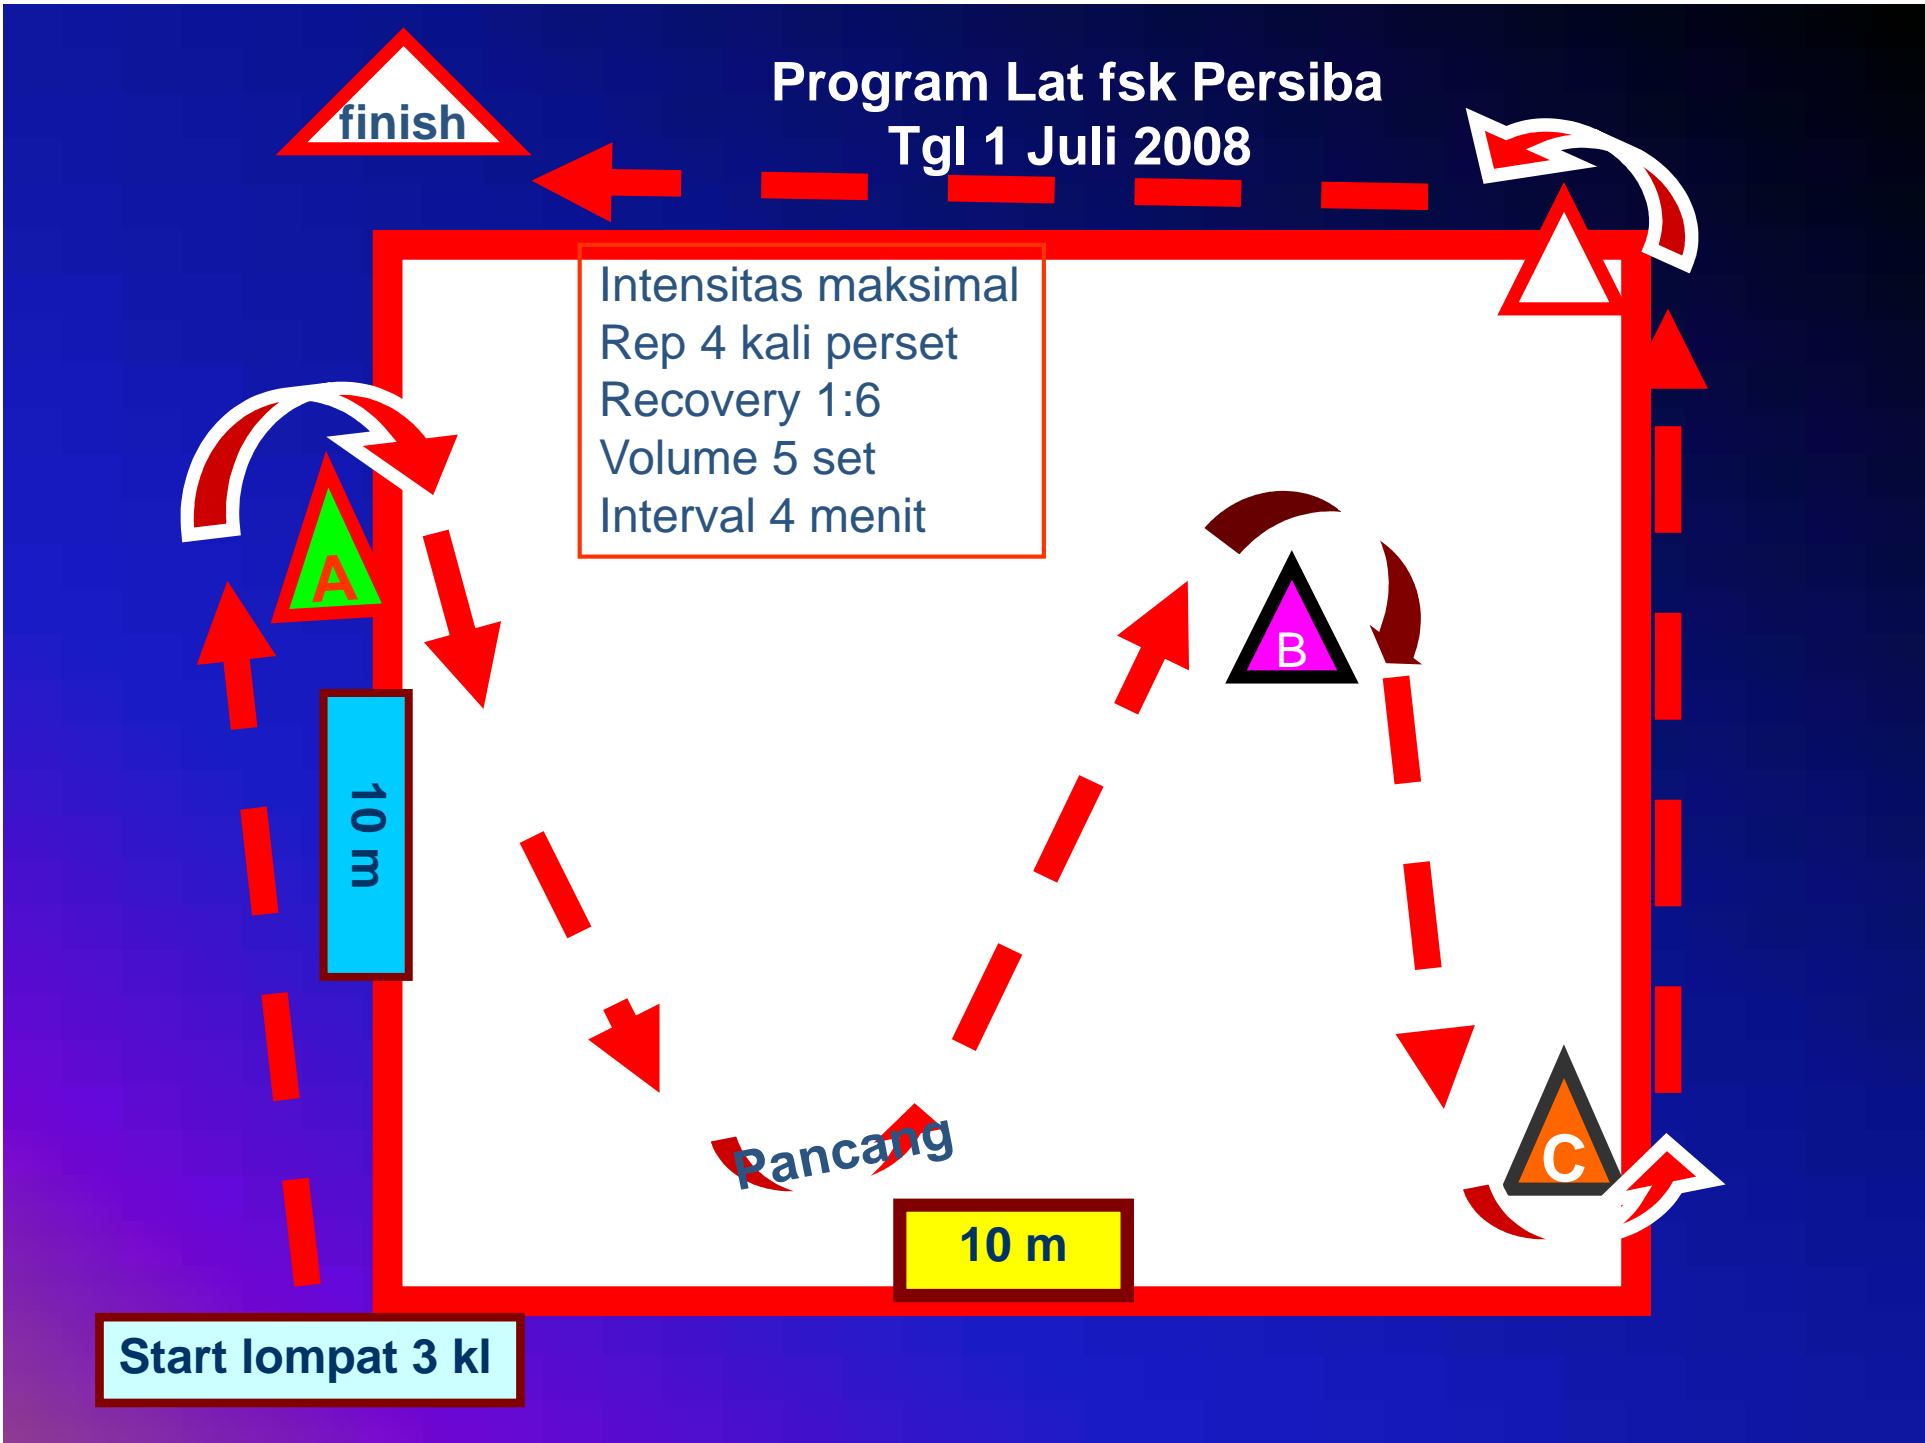 finish
Program Lat fsk Persiba
Tgl 1 Juli 2008
Intensitas maksimal
Rep 4 kali perset
Recovery 1:6
Volume 5 set
Interval 4 menit
A
B
10 m
Pancang
C
10 m
Start lompat 3 kl